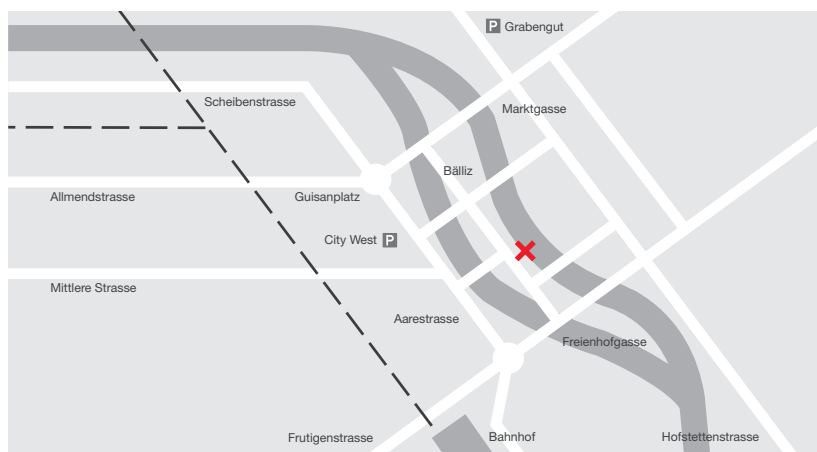 P Grabengut
Scheibenstrasse
Marktgasse
Bälliz
Allmendstrasse
Guisanplatz
City West P
Mittlere Strasse
Aarestrasse
Freienhofgasse
Frutigenstrasse
Bahnhof
Hofstettenstrasse